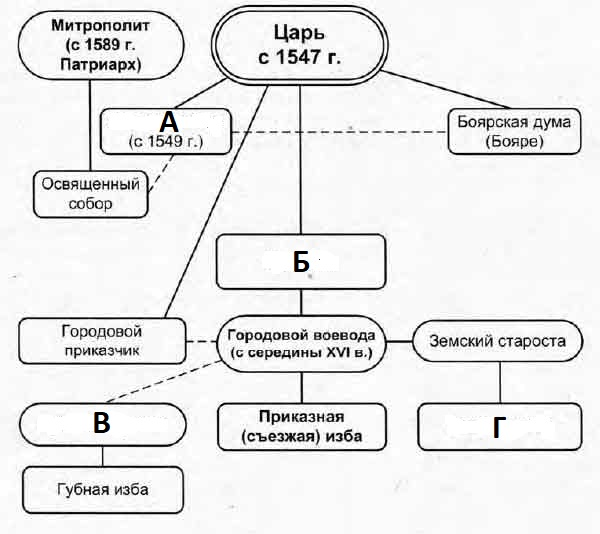 Митрополит
(с 1589 г.
Патриарх)
Царь
с 1547 г.
А
(с 1549 г.)
Боярская дума
(Бояре)
Освященный
собор
Б
Городовой
приказчик
Городовой воевода
(с середины XVI в.)
Земский староста
В
Приказная
(съезжая) изба
Г
Губная изба